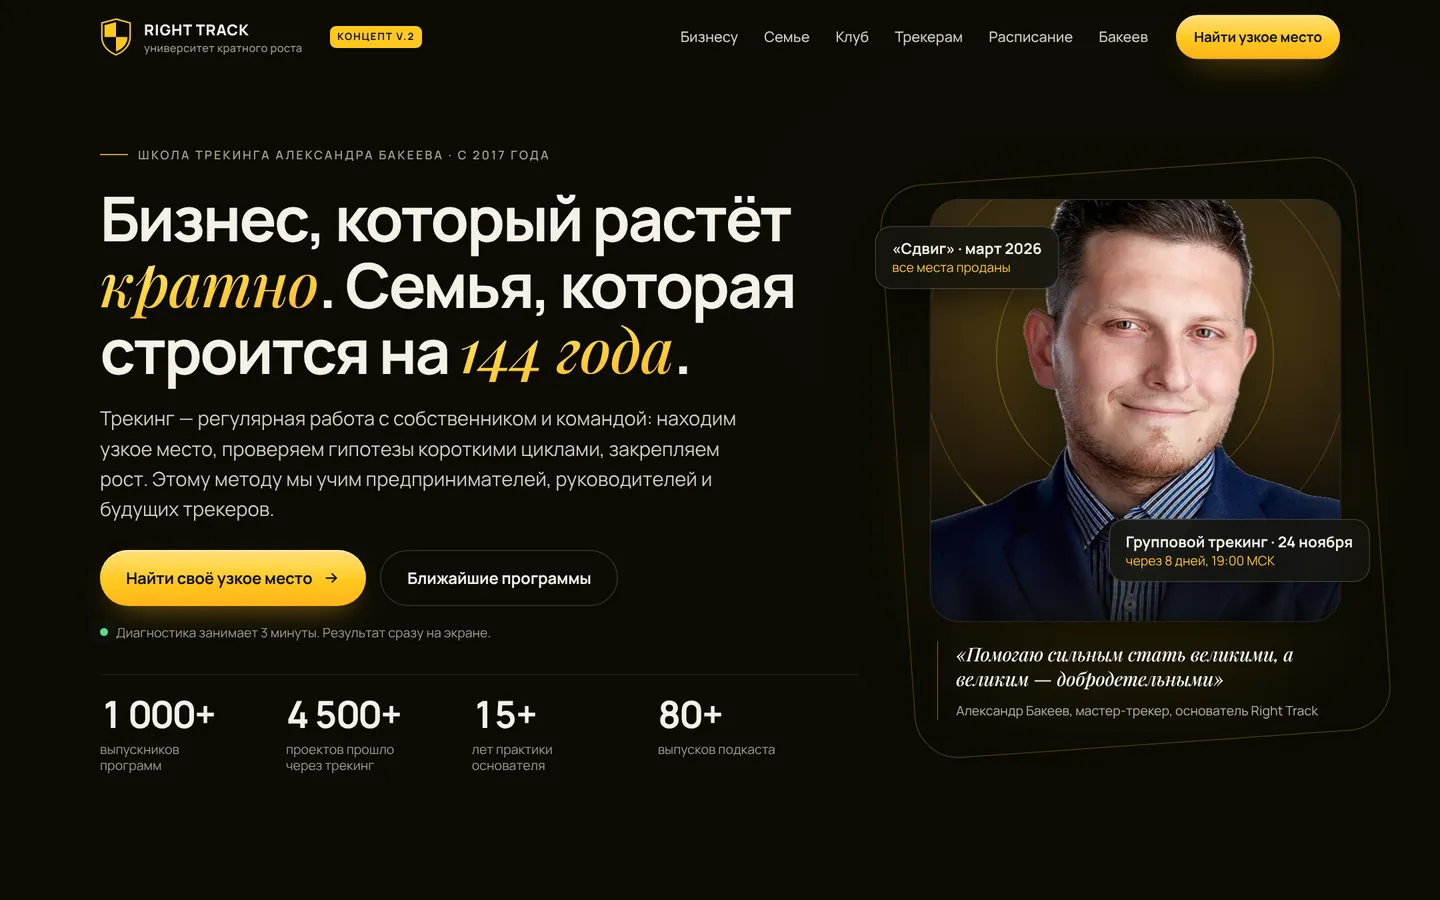 RIGHT TRACK
университет кратного роста
КОНЦЕПТ V.2
Бизнесу
Семье
Клуб
Трекерам
Расписание
Бакеев
Найти узкое место
ШКОЛА ТРЕКИНГА АЛЕКСАНДРА БАКЕЕВА · С 2017 ГОДА
Бизнес, который растёт
кратно. Семья, которая
строится на 144 года.
Трекинг — регулярная работа с собственником и командой: находим
узкое место, проверяем гипотезы короткими циклами, закрепляем
рост. Этому методу мы учим предпринимателей, руководителей и
будущих трекеров.
Найти своё узкое место →
Ближайшие программы
Диагностика занимает 3 минуты. Результат сразу на экране.
1 000+
выпускников
программ
4 500+
проектов прошло
через трекинг
15+
лет практики
основателя
80+
выпусков подкаста
«Сдвиг» · март 2026
все места проданы
Групповой трекинг · 24 ноября
через 8 дней, 19:00 МСК
«Помогаю сильным стать великими, а
великим — добродетельными»
Александр Бакеев, мастер-трекер, основатель Right Track